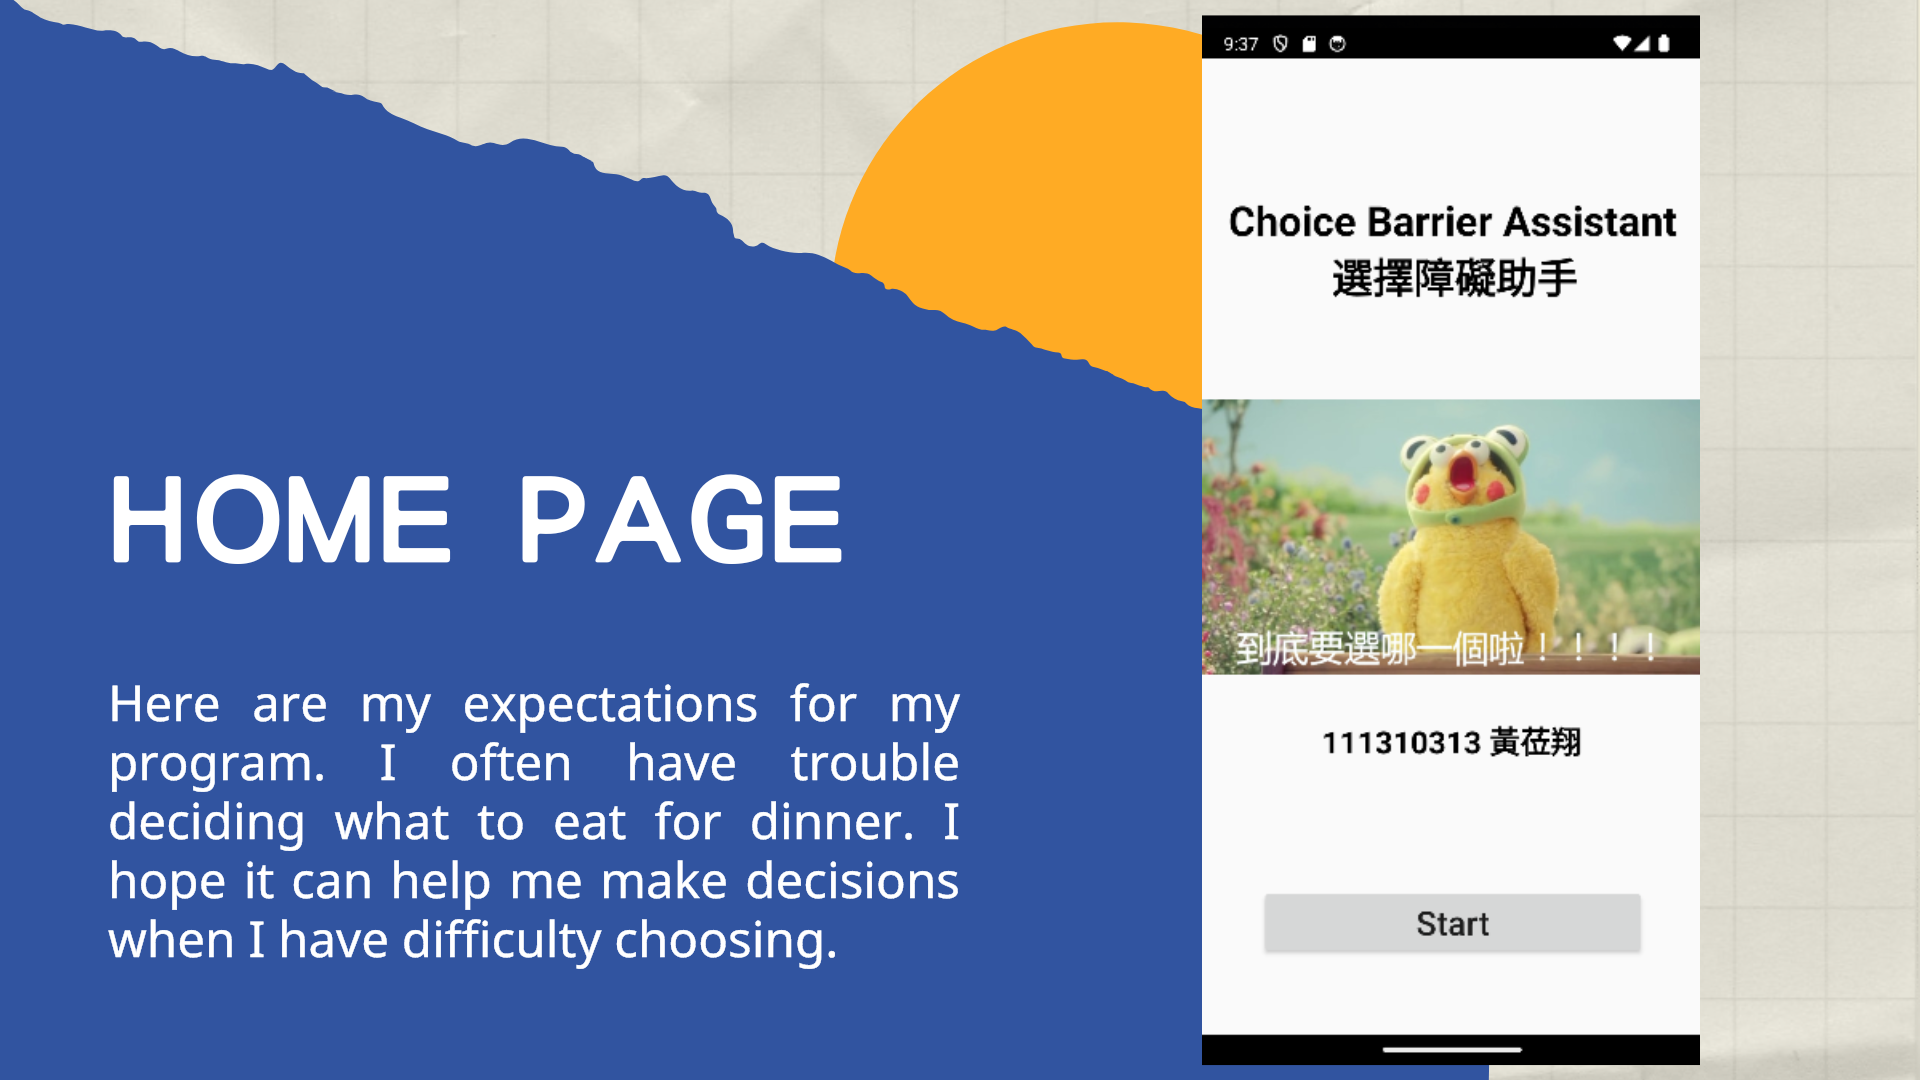 HOME PAGE
Here are my expectations for my
program. I often have trouble
deciding what to eat for dinner. I
hope it can help me make decisions
when I have difficulty choosing.
9:37
Choice Barrier Assistant
選擇障礙助手
到底要選哪一個啦！！！！
111310313 黃莅翔
Start